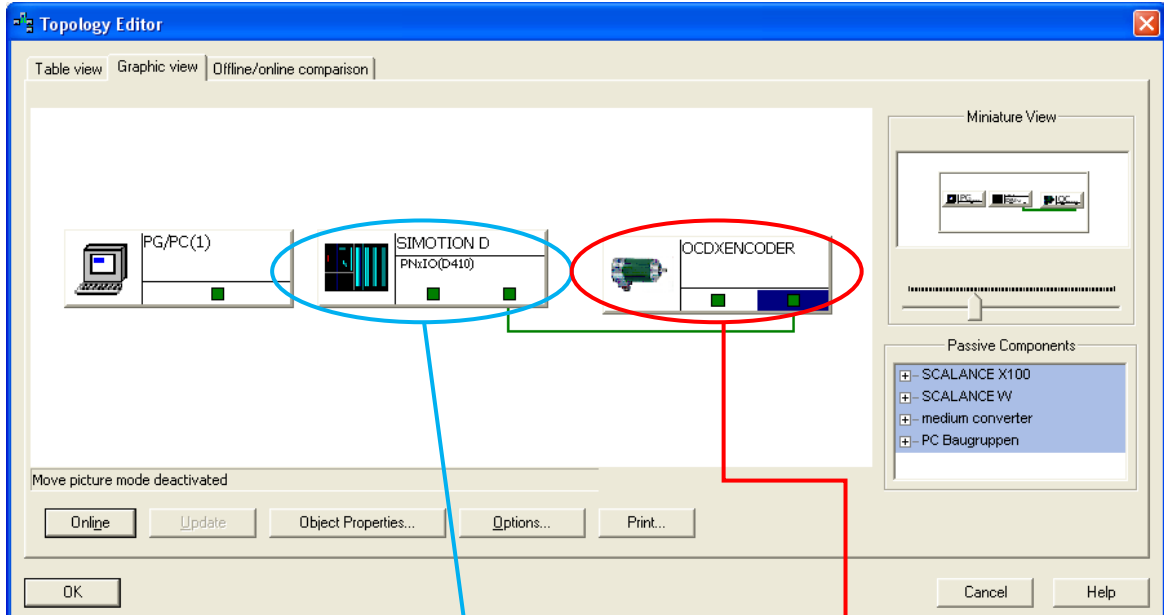 Topology Editor
Table view Graphic view Offline/online comparison
Miniature View
PG/PC(1)
SIMOTION D
PNxIO(D410)
OCDXENCODER
Passive Components
SCALANCE X100
SCALANCE W
medium converter
PC Baugruppen
Move picture mode deactivated
Online Update Object Properties... Options... Print...
OK Cancel Help